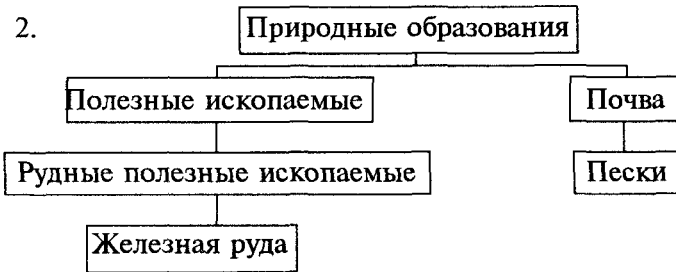 2.
Природные образования
Полезные ископаемые
Почва
Рудные полезные ископаемые
Пески
Железная руда